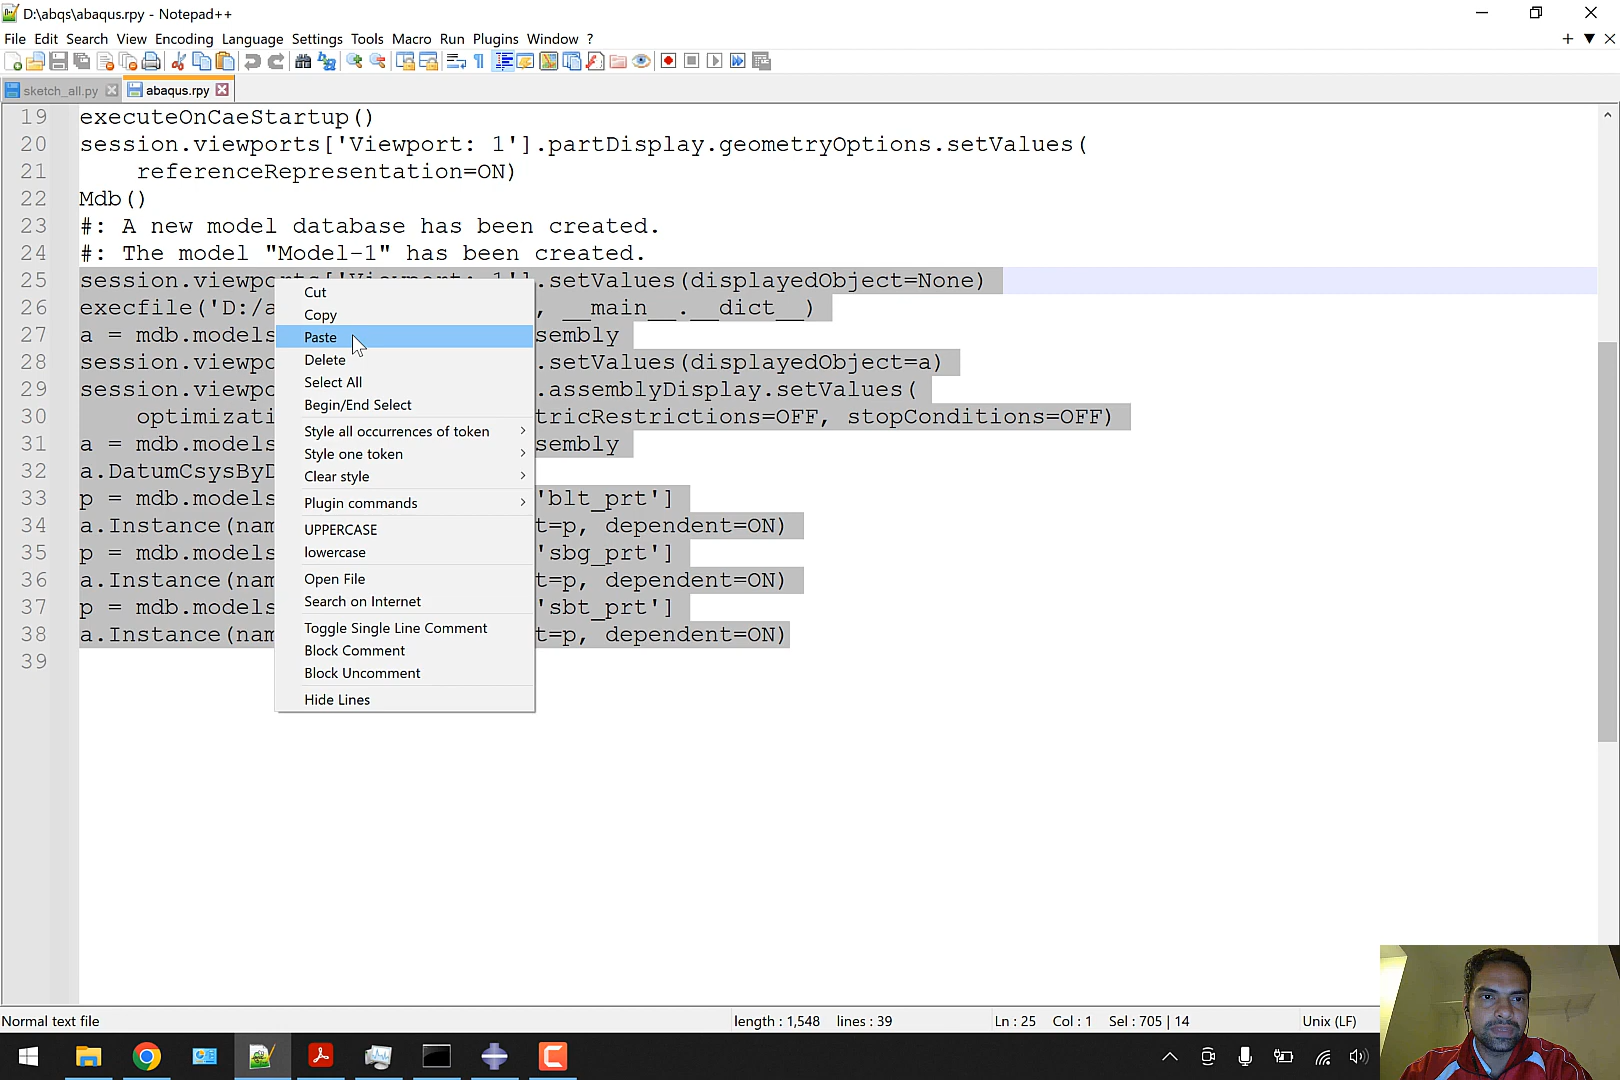 D:\abqs\abaqus.rpy - Notepad++
File Edit Search View Encoding Language Settings Tools Macro Run Plugins Window ?
sketch_all.py abaqus.rpy
19 executeOnCaeStartup()
20 session.viewports['Viewport: 1'].partDisplay.geometryOptions.setValues(
21 referenceRepresentation=ON)
22 Mdb()
23 #: A new model database has been created.
24 #: The model "Model-1" has been created.
25 session.viewports['Viewport: 1'].setValues(displayedObject=None)
26 execfile('D:/a , __main__.__dict__)
27 a = mdb.models sembly
28 session.viewpo .setValues(displayedObject=a)
29 session.viewpo .assemblyDisplay.setValues(
30 optimizati tricRestrictions=OFF, stopConditions=OFF)
31 a = mdb.models sembly
32 a.DatumCsysByD
33 p = mdb.models 'blt_prt']
34 a.Instance(nam t=p, dependent=ON)
35 p = mdb.models 'sbg_prt']
36 a.Instance(nam t=p, dependent=ON)
37 p = mdb.models 'sbt_prt']
38 a.Instance(nam t=p, dependent=ON)
39
Cut
Copy
Paste
Delete
Select All
Begin/End Select
Style all occurrences of token
Style one token
Clear style
Plugin commands
UPPERCASE
lowercase
Open File
Search on Internet
Toggle Single Line Comment
Block Comment
Block Uncomment
Hide Lines
Normal text file length : 1,548 lines : 39 Ln : 25 Col : 1 Sel : 705 | 14 Unix (LF)